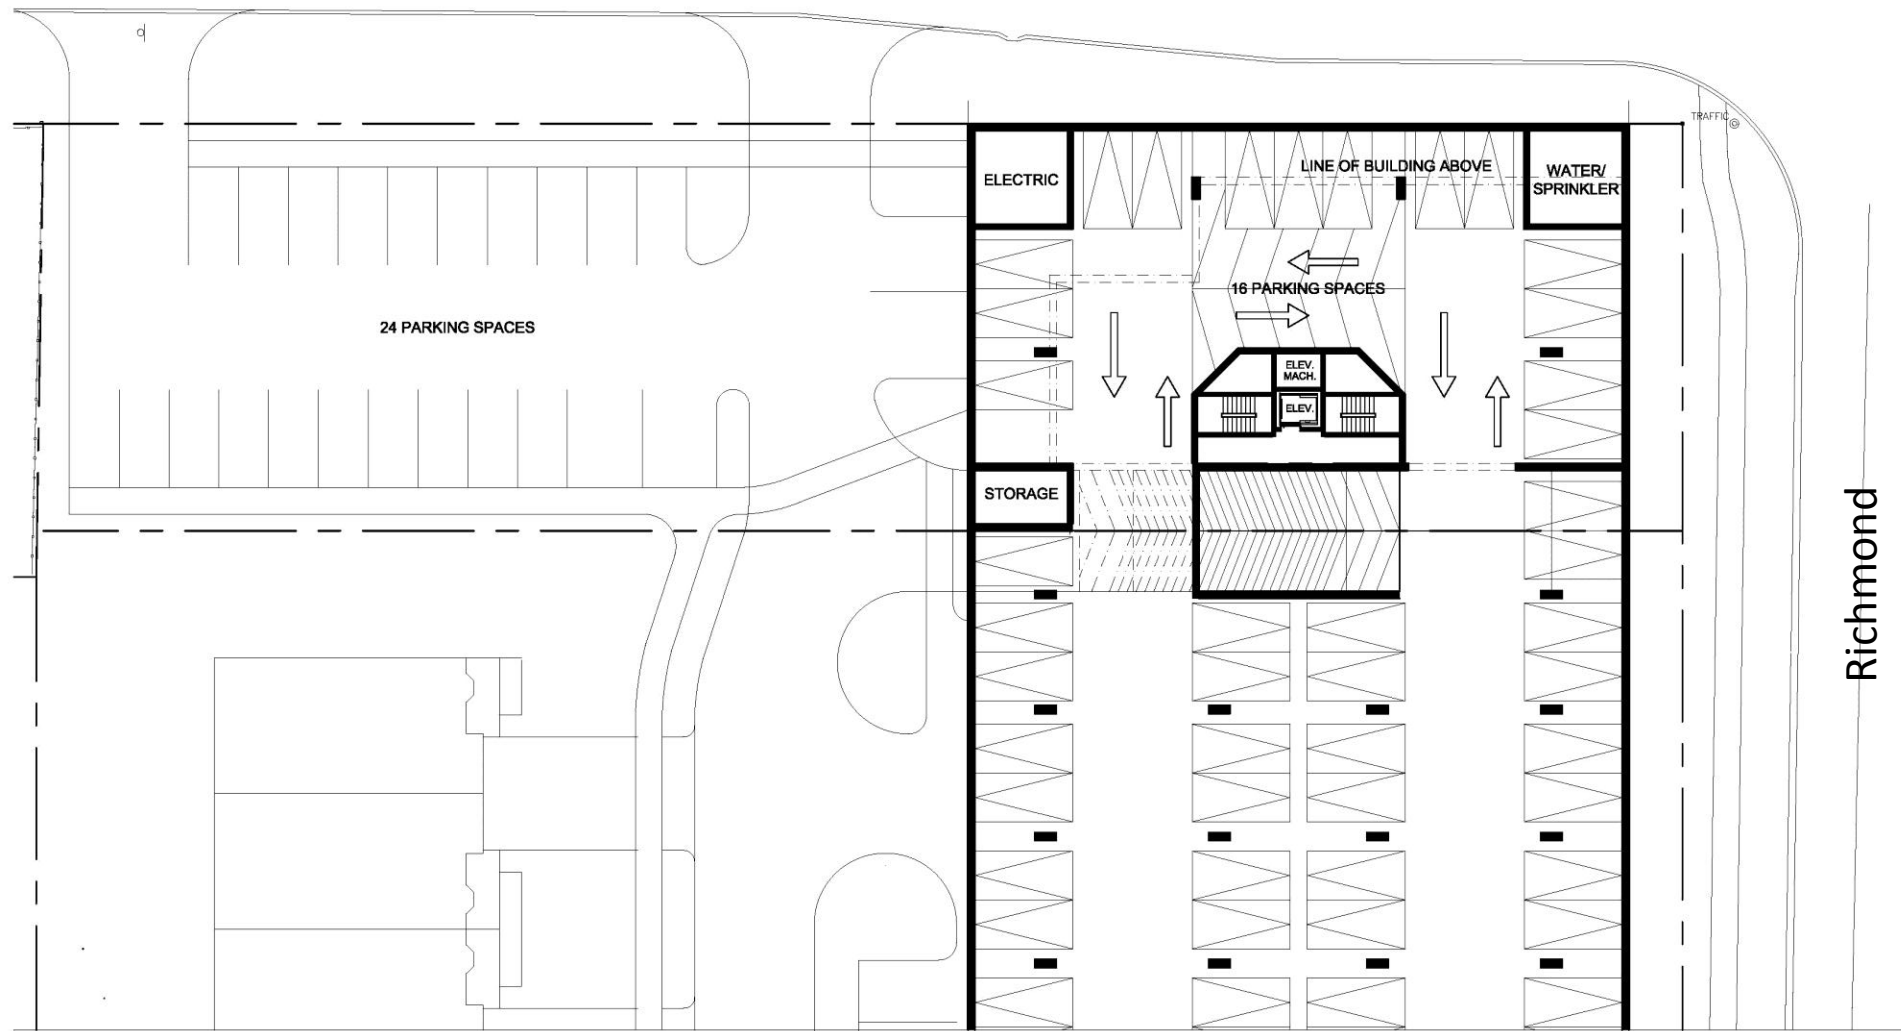 TRAFFIC
LINE OF BUILDING ABOVE
ELECTRIC
WATER/
SPRINKLER
16 PARKING SPACES
24 PARKING SPACES
ELEV.
MACH.
ELEV.
STORAGE
Richmond